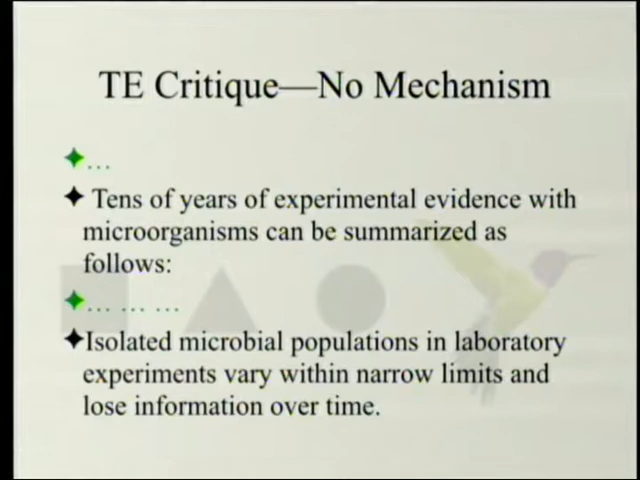 TE Critique—No Mechanism
...
Tens of years of experimental evidence with
microorganisms can be summarized as
follows:
... ... ...
Isolated microbial populations in laboratory
experiments vary within narrow limits and
lose information over time.